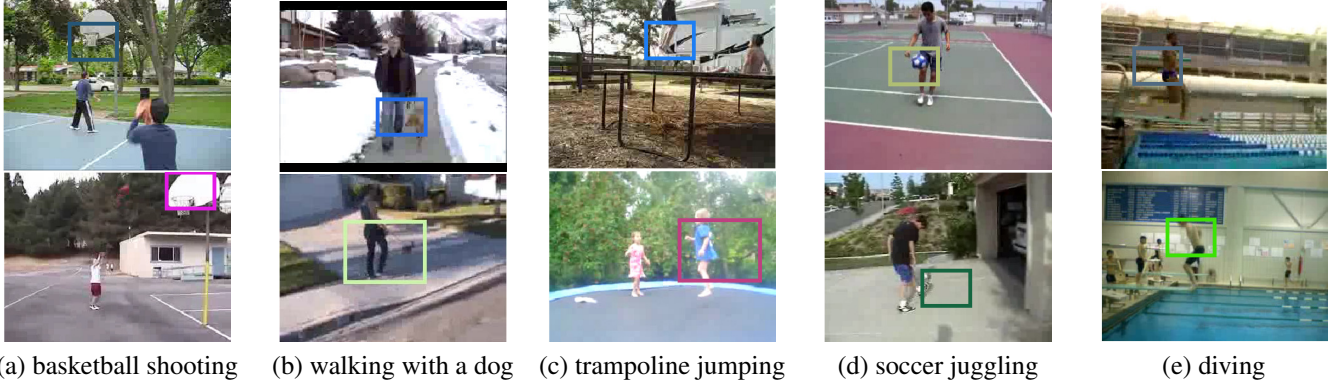 (a) basketball shooting
(b) walking with a dog
(c) trampoline jumping
(d) soccer juggling
(e) diving